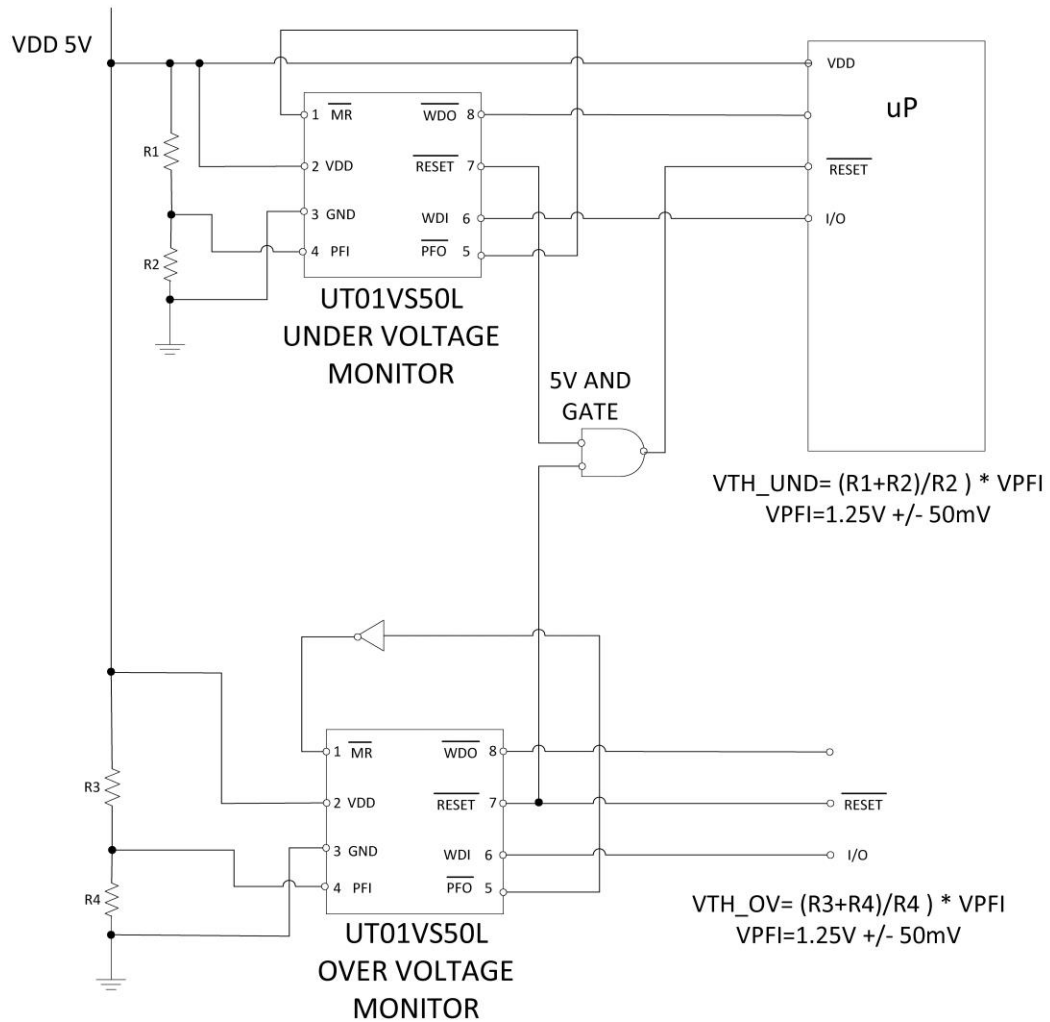 VDD 5V
R1
R2
1 MR
2 VDD
3 GND
4 PFI
WDO 8
RESET 7
WDI 6
PFO 5
UT01VS50L
UNDER VOLTAGE
MONITOR
VDD
uP
RESET
I/O
5V AND
GATE
VTH_UND= (R1+R2)/R2 ) * VPFI
VPFI=1.25V +/- 50mV
R3
R4
1 MR
2 VDD
3 GND
4 PFI
WDO 8
RESET 7
WDI 6
PFO 5
RESET
I/O
UT01VS50L
OVER VOLTAGE
MONITOR
VTH_OV= (R3+R4)/R4 ) * VPFI
VPFI=1.25V +/- 50mV